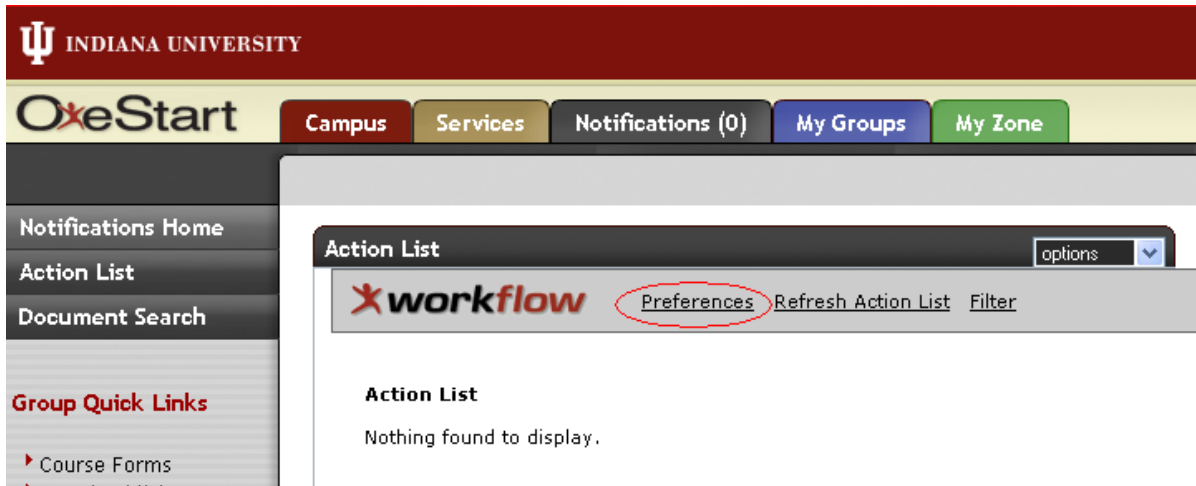 INDIANA UNIVERSITY
OneStart
Campus Services Notifications (0) My Groups My Zone
Notifications Home
Action List
Document Search
Group Quick Links
Course Forms
Action List options
workflow Preferences Refresh Action List Filter
Action List
Nothing found to display.